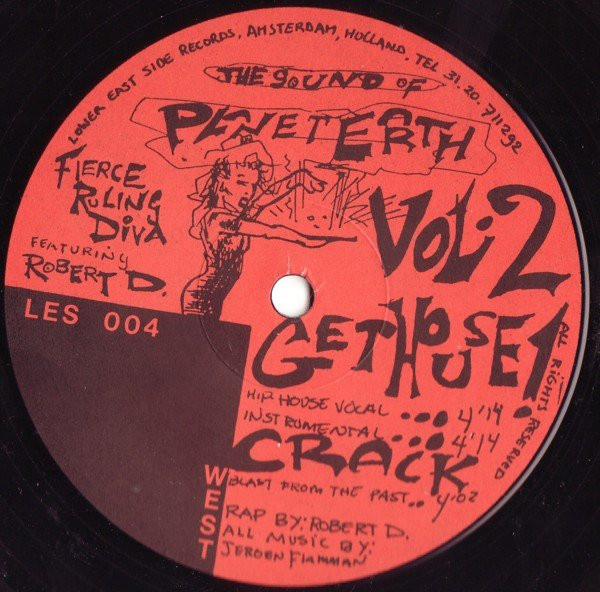 LOWER EAST SIDE RECORDS, AMSTERDAM, HOLLAND. TEL 31.20.711292
THE SOUND OF
PLANET EARTH
VOL. 2
FIERCE
RULING
DIVA
FEATURING
ROBERT D.
LES 004
GET HOUSE!
HIP HOUSE VOCAL ... 4'14
INSTRUMENTAL ... 4'14
CRACK
BLAST FROM THE PAST.. 4'02
WEST
RAP BY: ROBERT D.
ALL MUSIC BY:
JEROEN FLAMMAN
ALL RIGHTS RESERVED